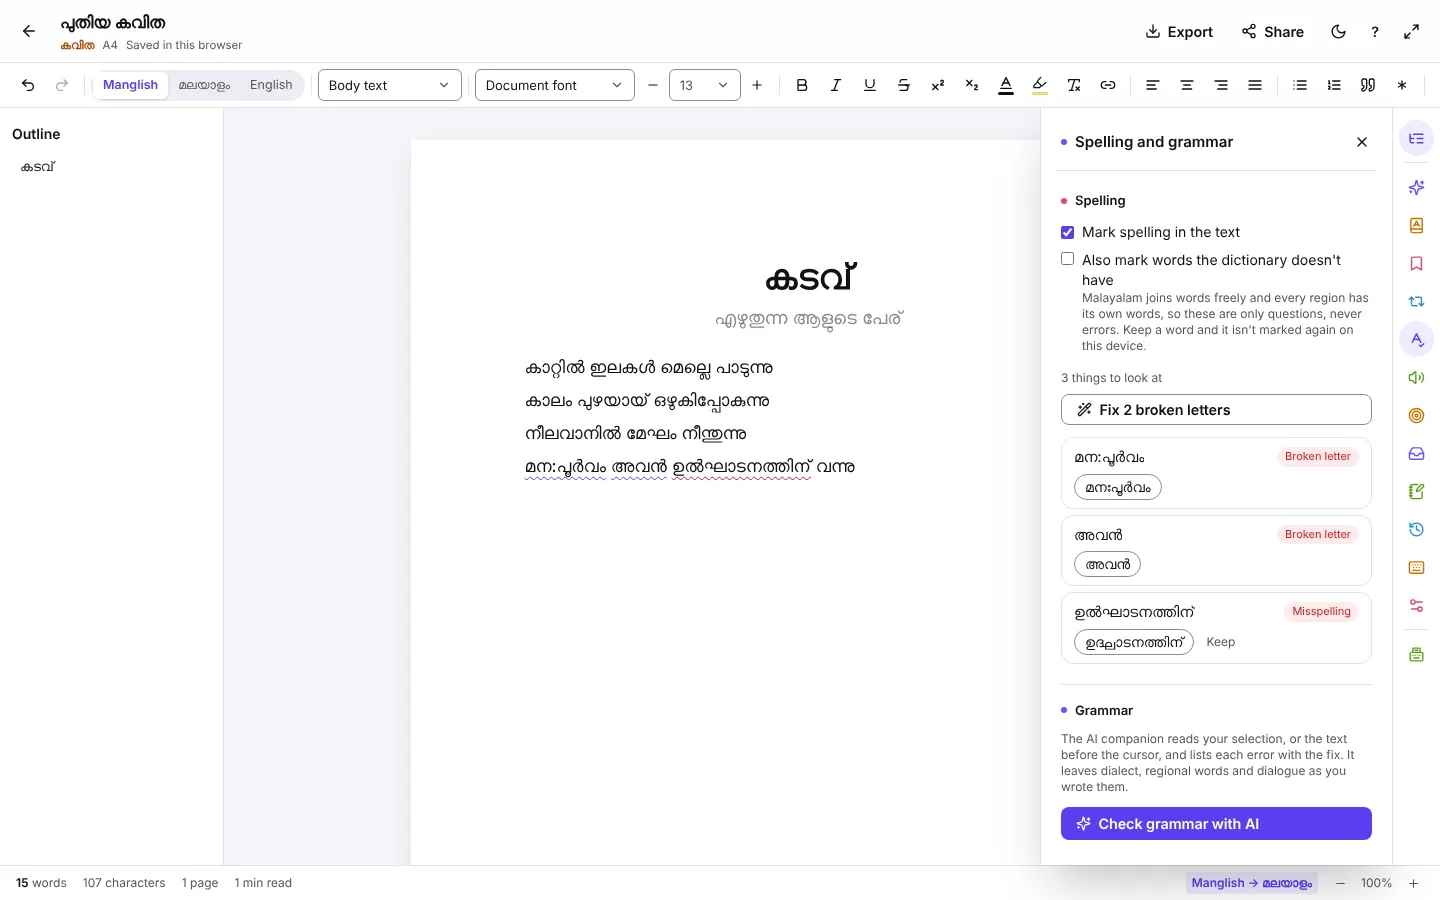 പുതിയ കവിത
കവിത A4 Saved in this browser
Export
Share
?
Manglish മലയാളം English
Body text
Document font
13
Outline
കടവ്
കടവ്
എഴുതുന്ന ആളുടെ പേര്
കാറ്റിൽ ഇലകൾ മെല്ലെ പാടുന്നു
കാലം പുഴയായ് ഒഴുകിപ്പോകുന്നു
നീലവാനിൽ മേഘം നീന്തുന്നു
മന:പൂർവം അവൻ ഉൽഘാടനത്തിന് വന്നു
Spelling and grammar
Spelling
Mark spelling in the text
Also mark words the dictionary doesn't
have
Malayalam joins words freely and every region has
its own words, so these are only questions, never
errors. Keep a word and it isn't marked again on
this device.
3 things to look at
Fix 2 broken letters
മന:പൂർവം Broken letter
മനഃപൂർവം
അവൻ Broken letter
അവൻ
ഉൽഘാടനത്തിന് Misspelling
ഉദ്ഘാടനത്തിന് Keep
Grammar
The AI companion reads your selection, or the text
before the cursor, and lists each error with the fix. It
leaves dialect, regional words and dialogue as you
wrote them.
Check grammar with AI
15 words 107 characters 1 page 1 min read
Manglish → മലയാളം − 100% +